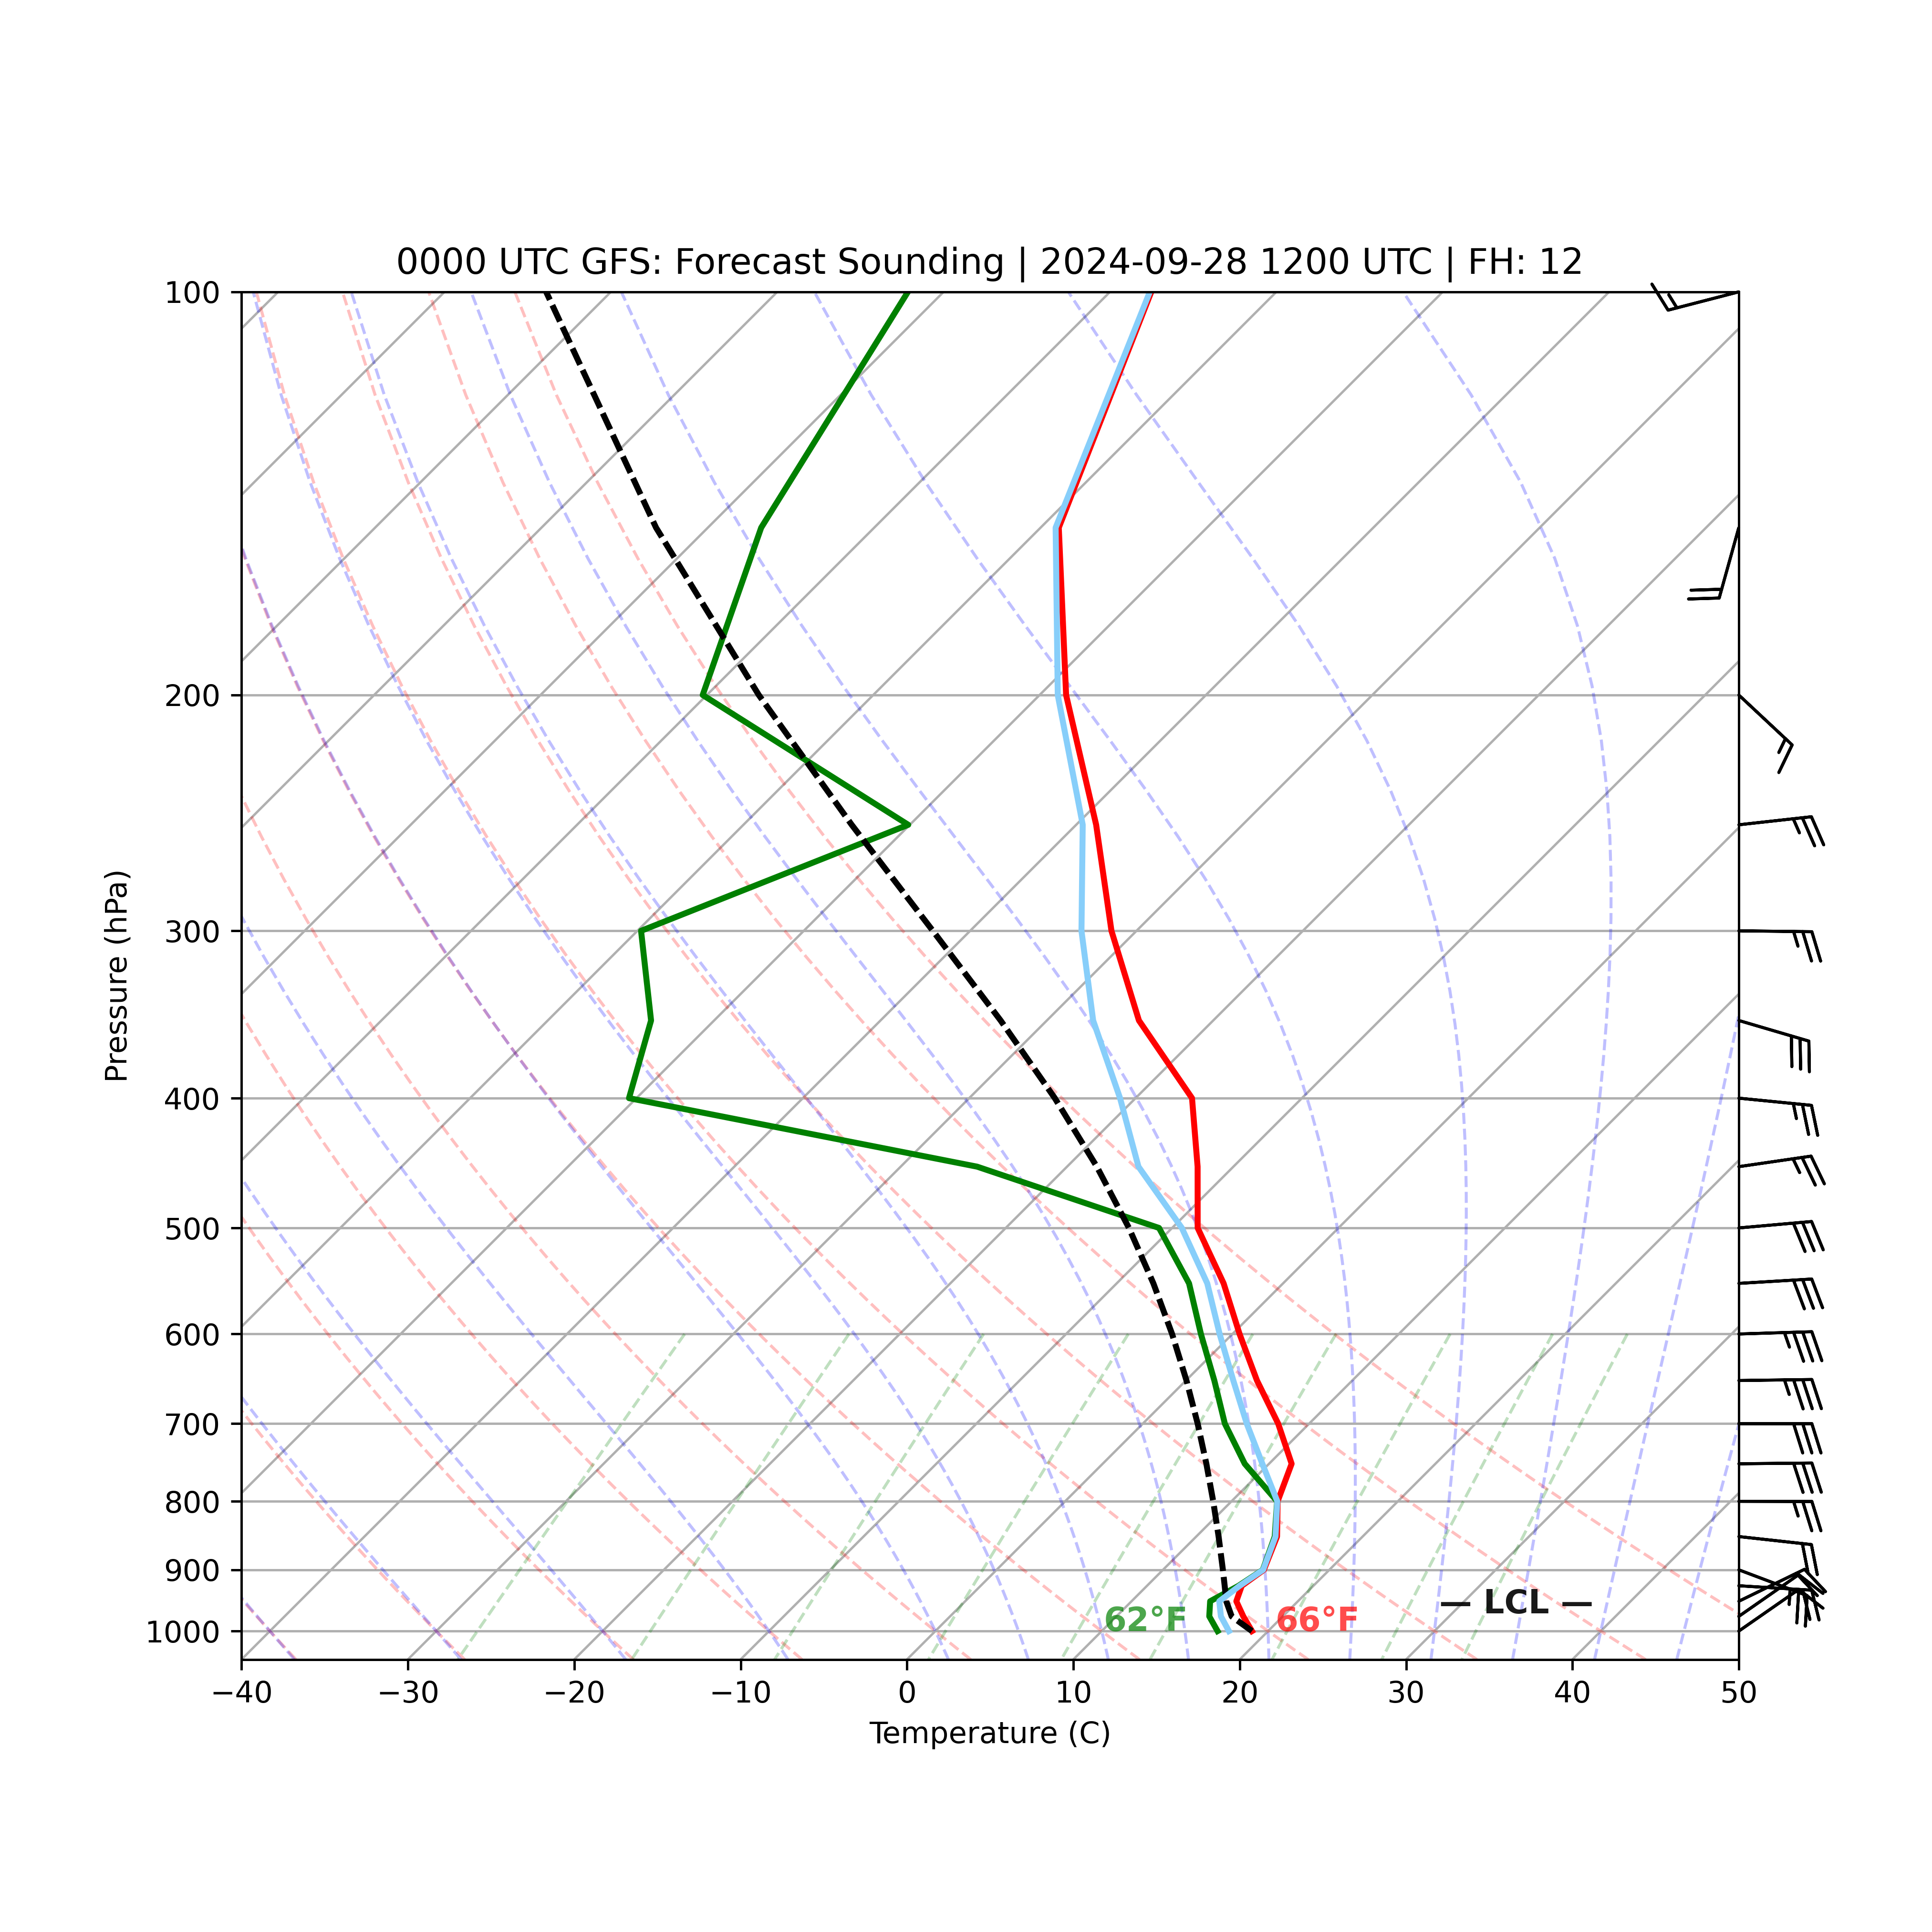 0000 UTC GFS: Forecast Sounding | 2024-09-28 1200 UTC | FH: 12
100
200
300
400
500
600
700
800
900
1000
Pressure (hPa)
62°F
66°F
— LCL —
−40 −30 −20 −10 0 10 20 30 40 50
Temperature (C)